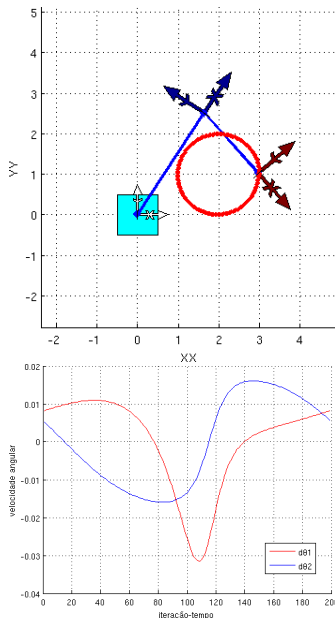 5
4
3
2
1
0
-1
-2
YY
-2 -1 0 1 2 3 4
XX
0.02
0.01
0
-0.01
-0.02
-0.03
-0.04
velocidade angular
0 20 40 60 80 100 120 140 160 180 200
iteração-tempo
dθ1
dθ2